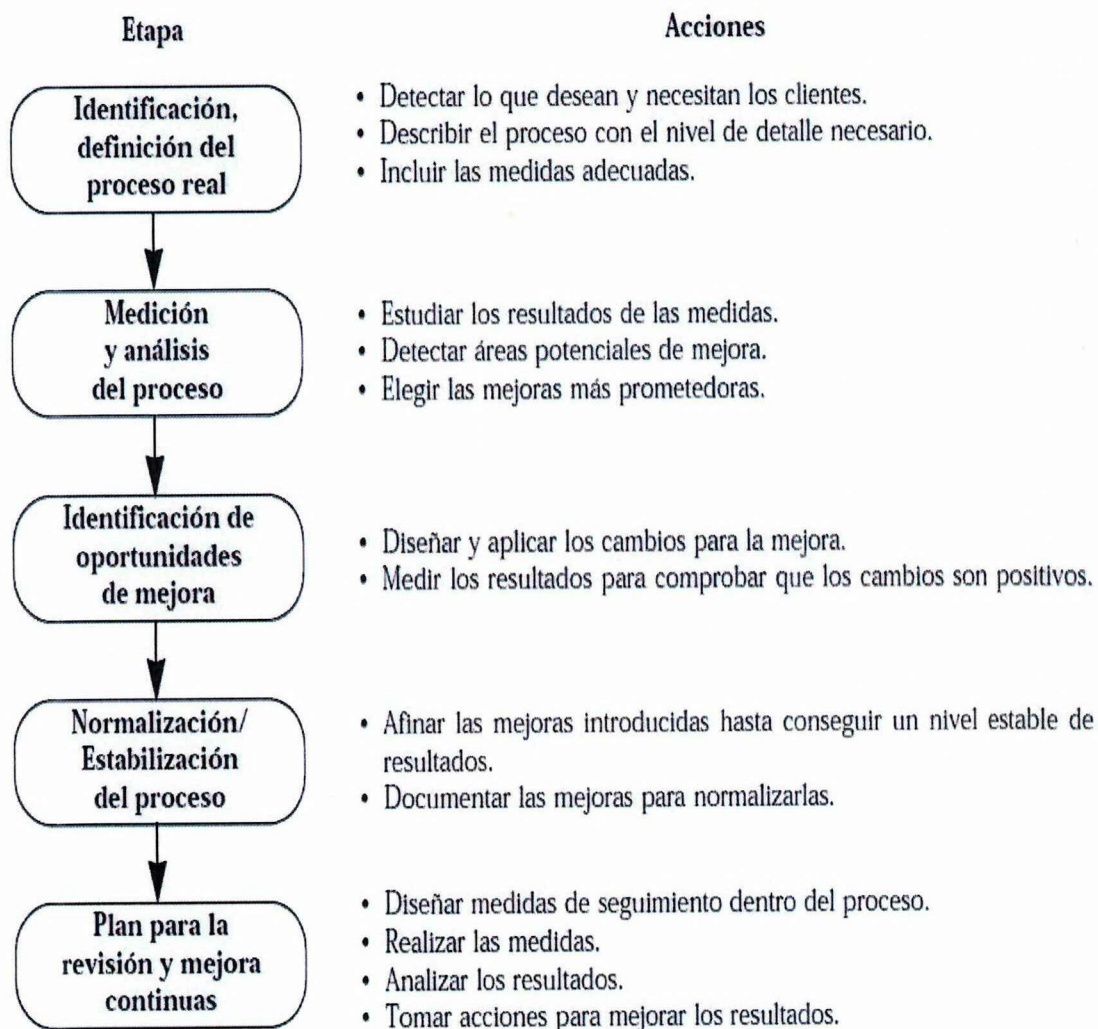 Etapa
Acciones
Identificación,
definición del
proceso real
• Detectar lo que desean y necesitan los clientes.
• Describir el proceso con el nivel de detalle necesario.
• Incluir las medidas adecuadas.
Medición
y análisis
del proceso
• Estudiar los resultados de las medidas.
• Detectar áreas potenciales de mejora.
• Elegir las mejoras más prometedoras.
Identificación de
oportunidades
de mejora
• Diseñar y aplicar los cambios para la mejora.
• Medir los resultados para comprobar que los cambios son positivos.
Normalización/
Estabilización
del proceso
• Afinar las mejoras introducidas hasta conseguir un nivel estable de
resultados.
• Documentar las mejoras para normalizarlas.
Plan para la
revisión y mejora
continuas
• Diseñar medidas de seguimiento dentro del proceso.
• Realizar las medidas.
• Analizar los resultados.
• Tomar acciones para mejorar los resultados.